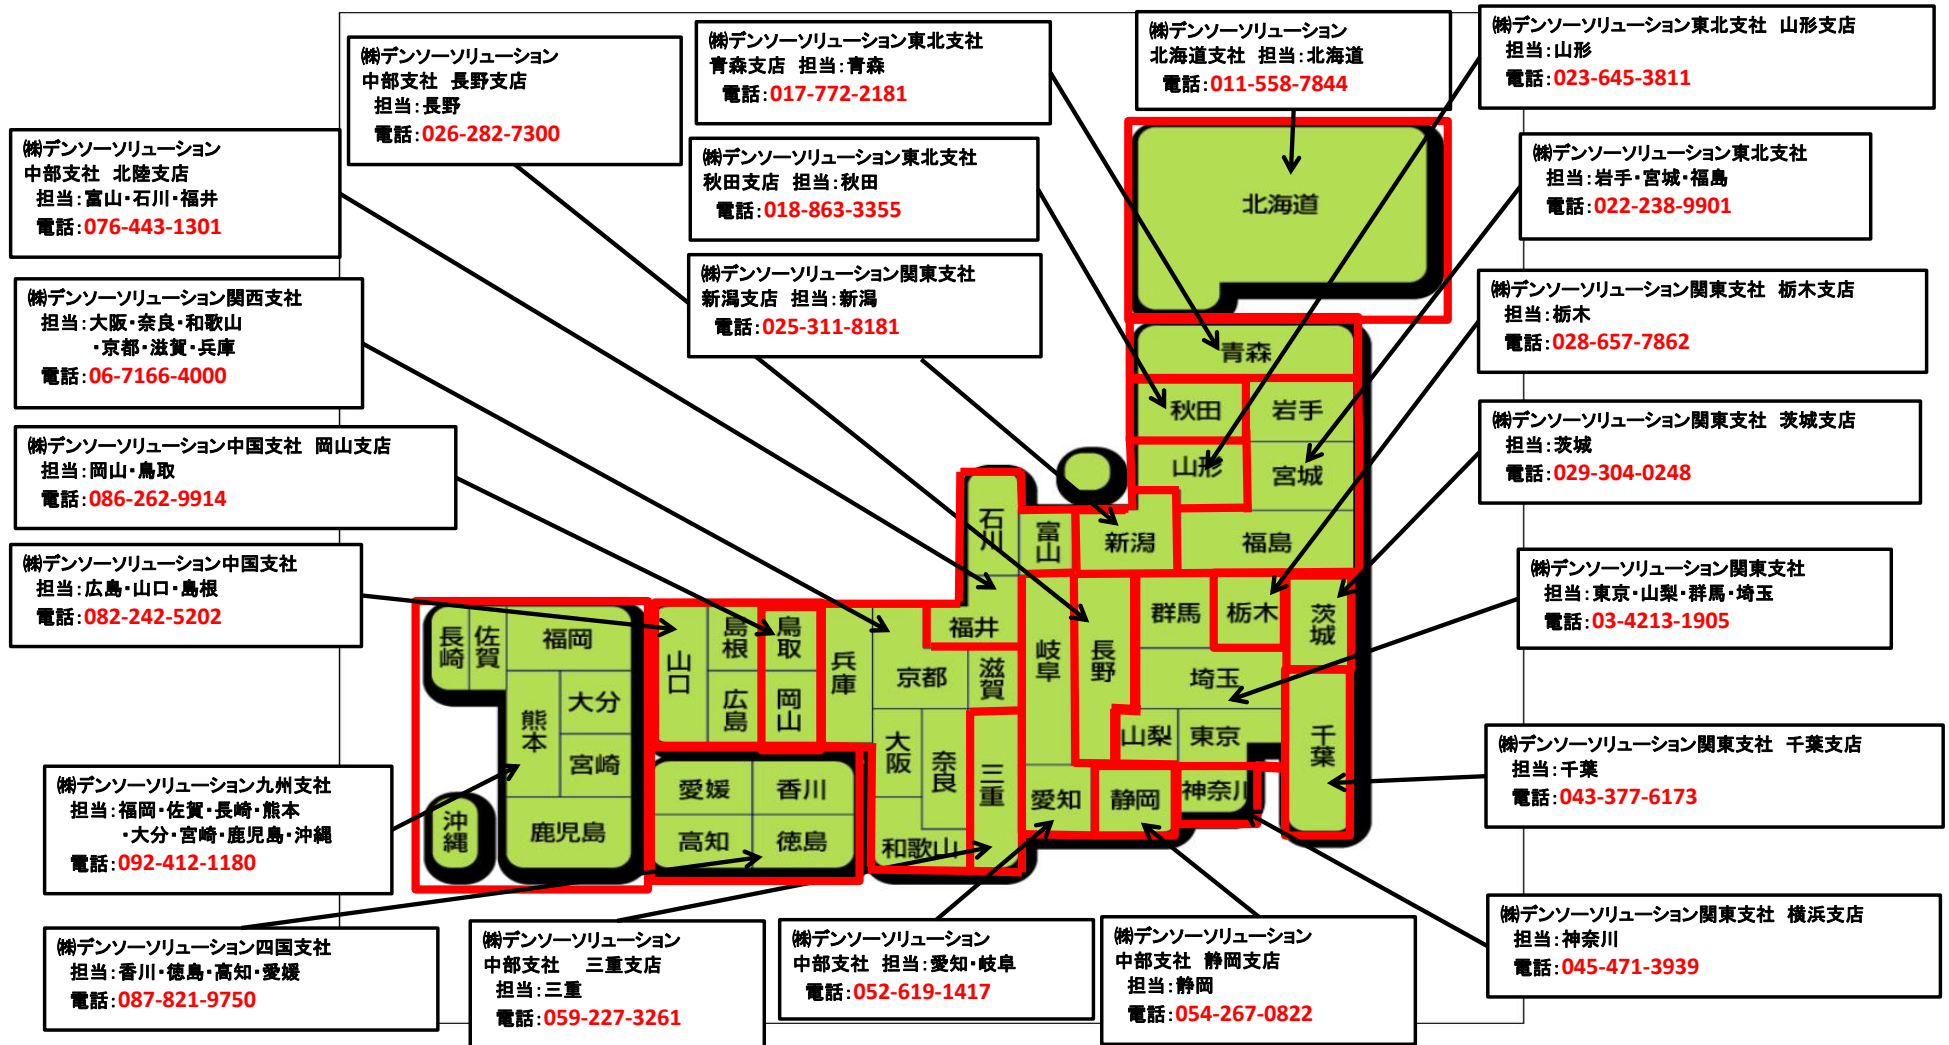 ㈱デンソーソリューション
中部支社 長野支店
担当:長野
電話:026-282-7300
㈱デンソーソリューション東北支社
青森支店 担当:青森
電話:017-772-2181
㈱デンソーソリューション
北海道支社 担当:北海道
電話:011-558-7844
㈱デンソーソリューション東北支社 山形支店
担当:山形
電話:023-645-3811
㈱デンソーソリューション
中部支社 北陸支店
担当:富山・石川・福井
電話:076-443-1301
㈱デンソーソリューション東北支社
秋田支店 担当:秋田
電話:018-863-3355
㈱デンソーソリューション東北支社
担当:岩手・宮城・福島
電話:022-238-9901
㈱デンソーソリューション関西支社
担当:大阪・奈良・和歌山
・京都・滋賀・兵庫
電話:06-7166-4000
㈱デンソーソリューション関東支社
新潟支店 担当:新潟
電話:025-311-8181
㈱デンソーソリューション関東支社 栃木支店
担当:栃木
電話:028-657-7862
㈱デンソーソリューション中国支社 岡山支店
担当:岡山・鳥取
電話:086-262-9914
㈱デンソーソリューション関東支社 茨城支店
担当:茨城
電話:029-304-0248
㈱デンソーソリューション中国支社
担当:広島・山口・島根
電話:082-242-5202
㈱デンソーソリューション関東支社
担当:東京・山梨・群馬・埼玉
電話:03-4213-1905
㈱デンソーソリューション関東支社 千葉支店
担当:千葉
電話:043-377-6173
㈱デンソーソリューション九州支社
担当:福岡・佐賀・長崎・熊本
・大分・宮崎・鹿児島・沖縄
電話:092-412-1180
㈱デンソーソリューション四国支社
担当:香川・徳島・高知・愛媛
電話:087-821-9750
㈱デンソーソリューション
中部支社 三重支店
担当:三重
電話:059-227-3261
㈱デンソーソリューション
中部支社 担当:愛知・岐阜
電話:052-619-1417
㈱デンソーソリューション
中部支社 静岡支店
担当:静岡
電話:054-267-0822
㈱デンソーソリューション関東支社 横浜支店
担当:神奈川
電話:045-471-3939
北海道
青森
秋田
岩手
山形
宮城
石川
富山
新潟
福島
福井
岐阜
長野
群馬
栃木
茨城
埼玉
山梨
東京
千葉
神奈川
静岡
愛知
三重
滋賀
京都
兵庫
大阪
奈良
和歌山
鳥取
岡山
島根
広島
山口
愛媛
香川
高知
徳島
長崎
佐賀
福岡
大分
熊本
宮崎
鹿児島
沖縄